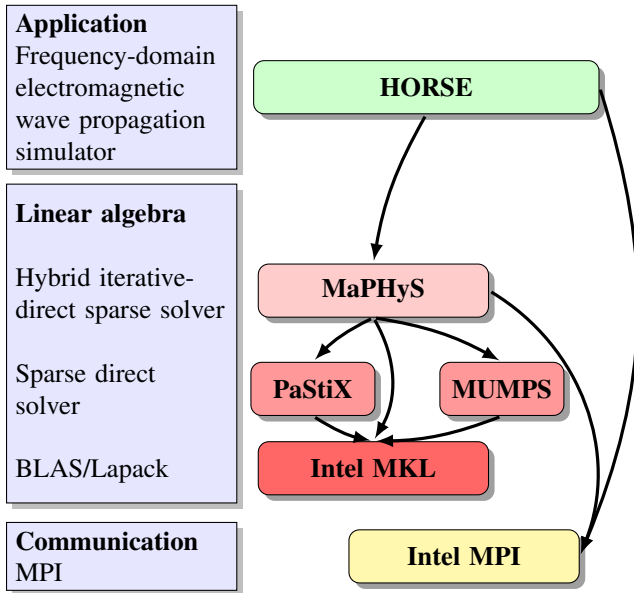 Application
Frequency-domain
electromagnetic
wave propagation
simulator
HORSE
Linear algebra
Hybrid iterative-
direct sparse solver
MaPHyS
Sparse direct
solver
PaStiX
MUMPS
BLAS/Lapack
Intel MKL
Communication
MPI
Intel MPI